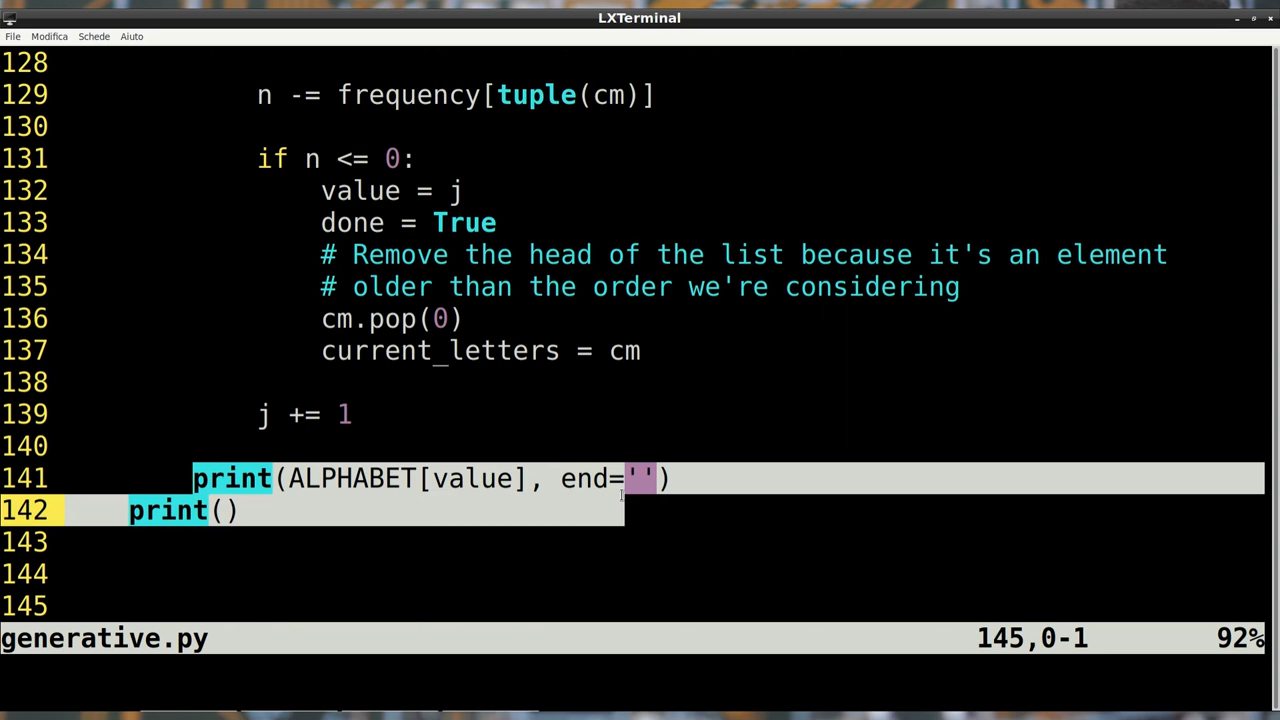 LXTerminal
File Modifica Schede Aiuto
128
129 n -= frequency[tuple(cm)]
130
131 if n <= 0:
132 value = j
133 done = True
134 # Remove the head of the list because it's an element
135 # older than the order we're considering
136 cm.pop(0)
137 current_letters = cm
138
139 j += 1
140
141 print(ALPHABET[value], end='')
142 print()
143
144
145
generative.py 145,0-1 92%